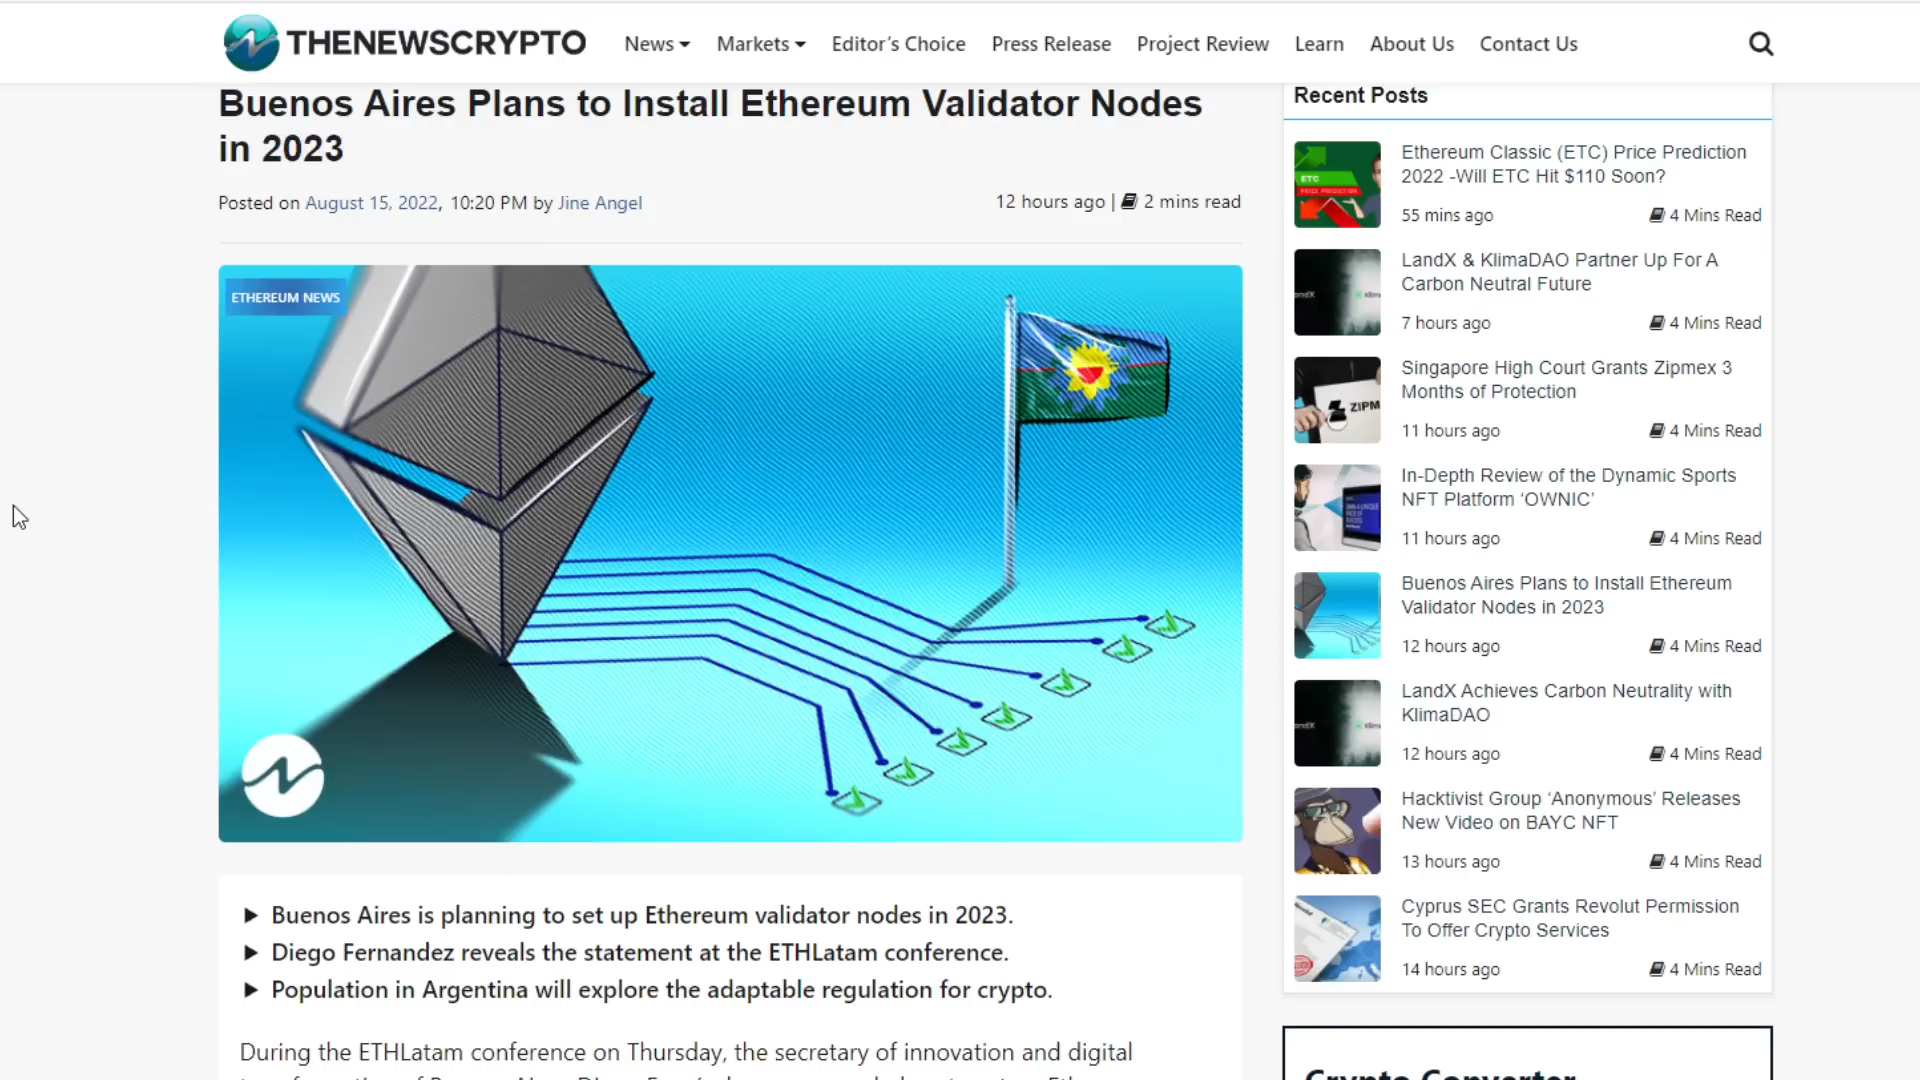 THENEWSCRYPTO
News Markets Editor’s Choice Press Release Project Review Learn About Us Contact Us
Buenos Aires Plans to Install Ethereum Validator Nodes
in 2023
Posted on August 15, 2022, 10:20 PM by Jine Angel
12 hours ago | 2 mins read
ETHEREUM NEWS
▶ Buenos Aires is planning to set up Ethereum validator nodes in 2023.
▶ Diego Fernandez reveals the statement at the ETHLatam conference.
▶ Population in Argentina will explore the adaptable regulation for crypto.
During the ETHLatam conference on Thursday, the secretary of innovation and digital
Recent Posts
ETC
PRICE PREDICTION
Ethereum Classic (ETC) Price Prediction
2022 -Will ETC Hit $110 Soon?
55 mins ago 4 Mins Read
LandX & KlimaDAO Partner Up For A
Carbon Neutral Future
7 hours ago 4 Mins Read
ZIPM
Singapore High Court Grants Zipmex 3
Months of Protection
11 hours ago 4 Mins Read
In-Depth Review of the Dynamic Sports
NFT Platform ‘OWNIC’
11 hours ago 4 Mins Read
Buenos Aires Plans to Install Ethereum
Validator Nodes in 2023
12 hours ago 4 Mins Read
LandX Achieves Carbon Neutrality with
KlimaDAO
12 hours ago 4 Mins Read
Hacktivist Group ‘Anonymous’ Releases
New Video on BAYC NFT
13 hours ago 4 Mins Read
Cyprus SEC Grants Revolut Permission
To Offer Crypto Services
14 hours ago 4 Mins Read
Crypto Converter